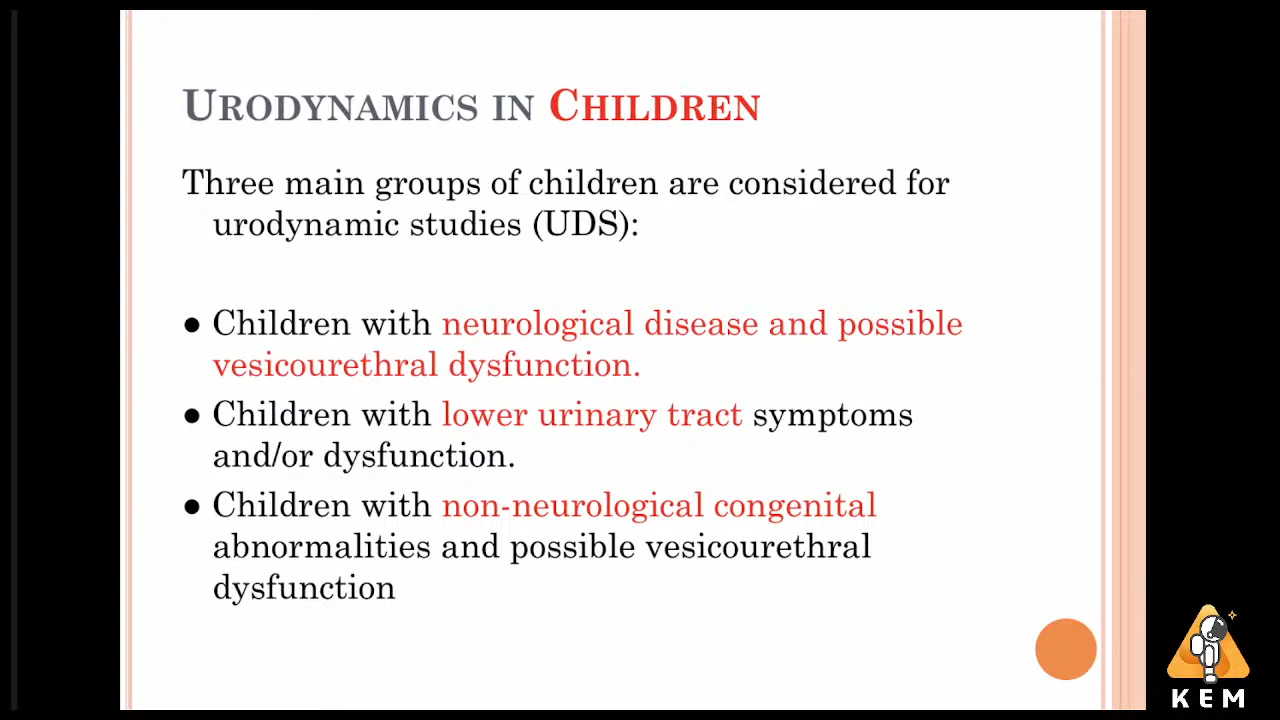 URODYNAMICS IN CHILDREN
Three main groups of children are considered for
urodynamic studies (UDS):
● Children with neurological disease and possible
vesicourethral dysfunction.
● Children with lower urinary tract symptoms
and/or dysfunction.
● Children with non-neurological congenital
abnormalities and possible vesicourethral
dysfunction
KEM